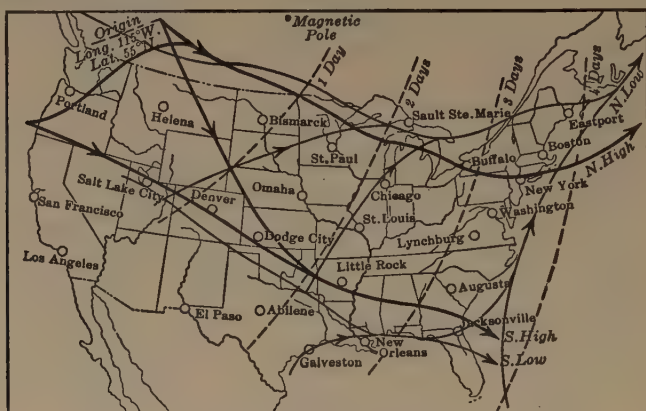 Origin
Long. 115°W.
Lat. 55°N.
Magnetic
Pole
1 Day
2 Days
3 Days
4 Days
N. Low
N. High
Portland
Helena
Bismarck
St. Paul
Sault Ste. Marie
Eastport
Boston
Buffalo
New York
Salt Lake City
Denver
Omaha
Chicago
Washington
San Francisco
Dodge City
St. Louis
Lynchburg
Los Angeles
Little Rock
Augusta
El Paso
Abilene
Jacksonville
S. High
New
Orleans
Galveston
S. Low